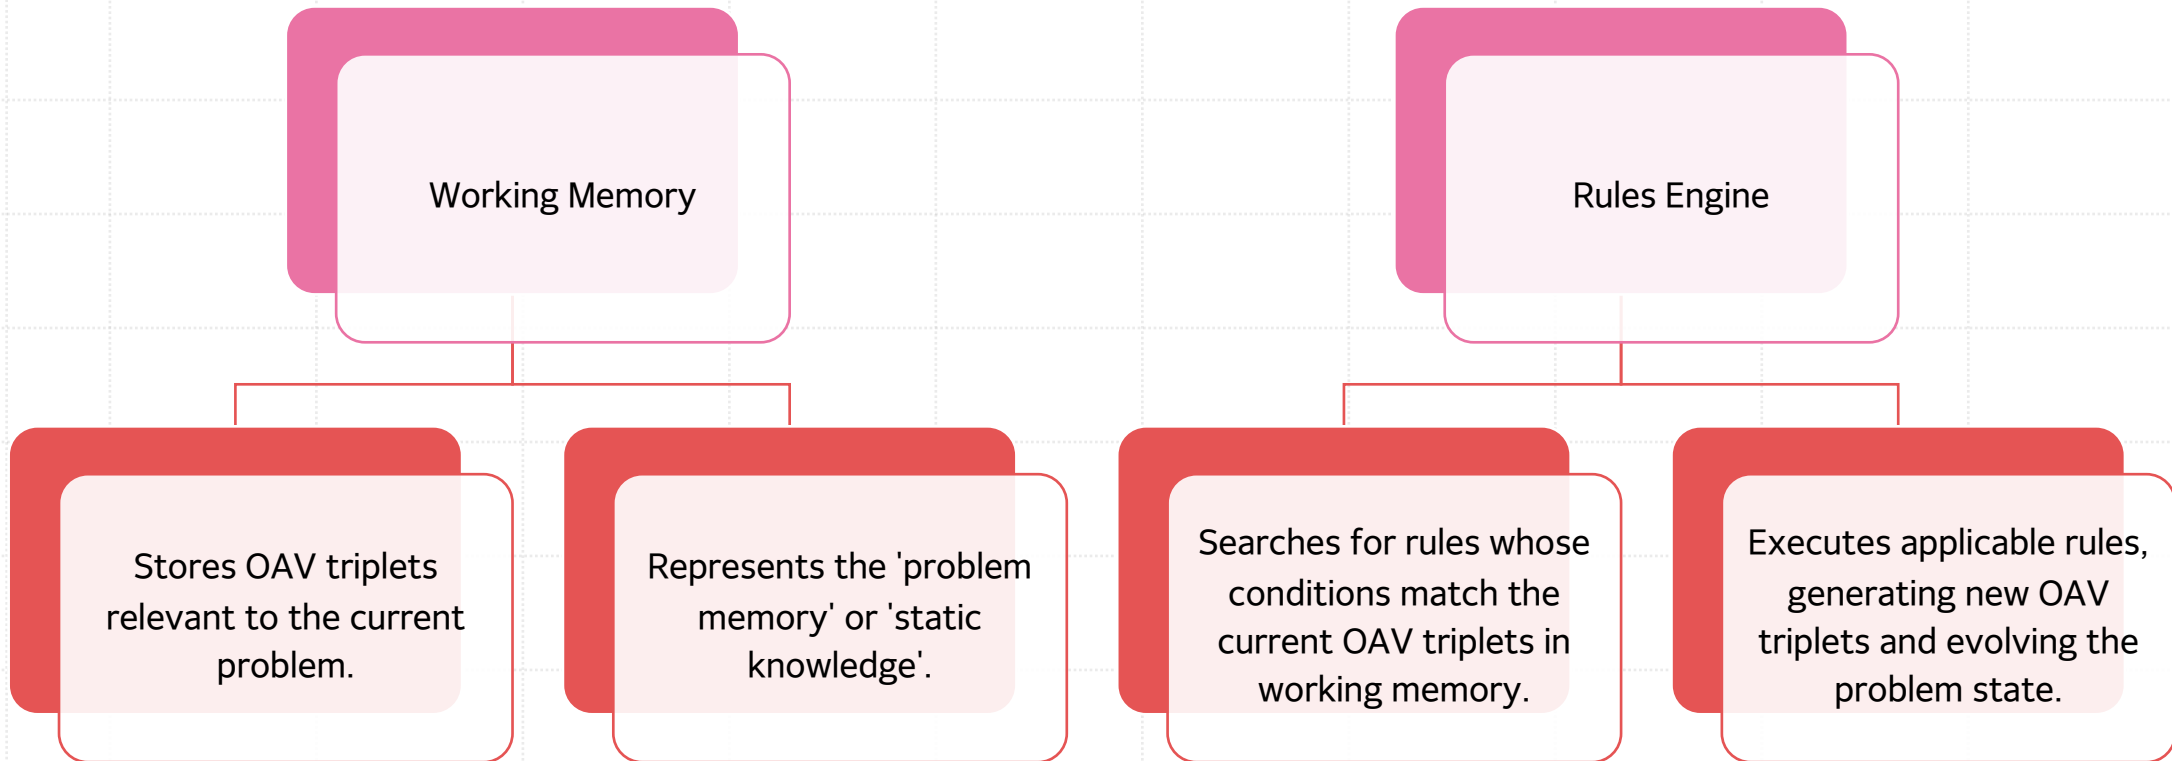 Working Memory
Rules Engine
Stores OAV triplets
relevant to the current
problem.
Represents the 'problem
memory' or 'static
knowledge'.
Searches for rules whose
conditions match the
current OAV triplets in
working memory.
Executes applicable rules,
generating new OAV
triplets and evolving the
problem state.